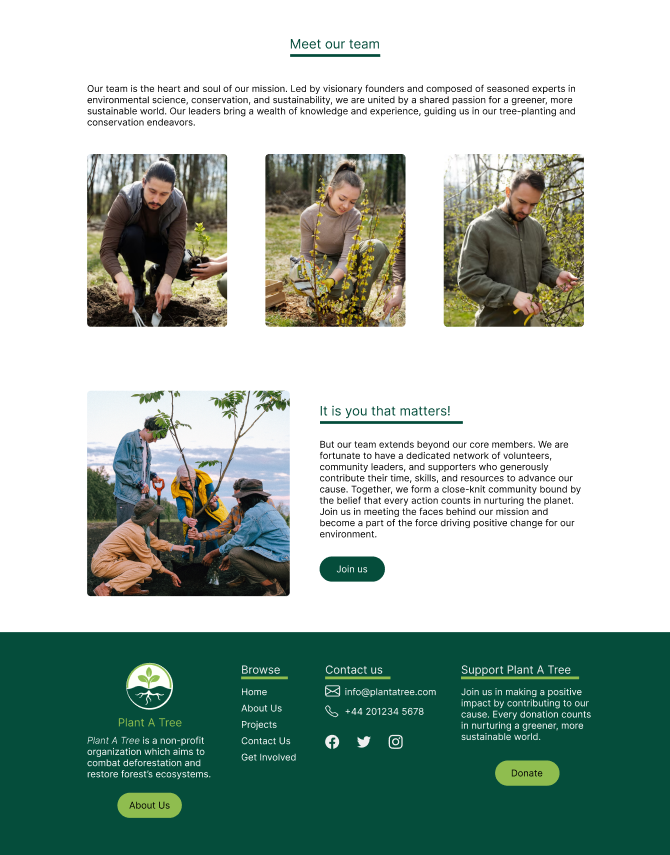 Meet our team
Our team is the heart and soul of our mission. Led by visionary founders and composed of seasoned experts in
environmental science, conservation, and sustainability, we are united by a shared passion for a greener, more
sustainable world. Our leaders bring a wealth of knowledge and experience, guiding us in our tree-planting and
conservation endeavors.
It is you that matters!
But our team extends beyond our core members. We are
fortunate to have a dedicated network of volunteers,
community leaders, and supporters who generously
contribute their time, skills, and resources to advance our
cause. Together, we form a close-knit community bound by
the belief that every action counts in nurturing the planet.
Join us in meeting the faces behind our mission and
become a part of the force driving positive change for our
environment.
Join us
Plant A Tree
Plant A Tree is a non-profit
organization which aims to
combat deforestation and
restore forest's ecosystems.
About Us
Browse
Home
About Us
Projects
Contact Us
Get Involved
Contact us
info@plantatree.com
+44 201234 5678
Support Plant A Tree
Join us in making a positive
impact by contributing to our
cause. Every donation counts
in nurturing a greener, more
sustainable world.
Donate